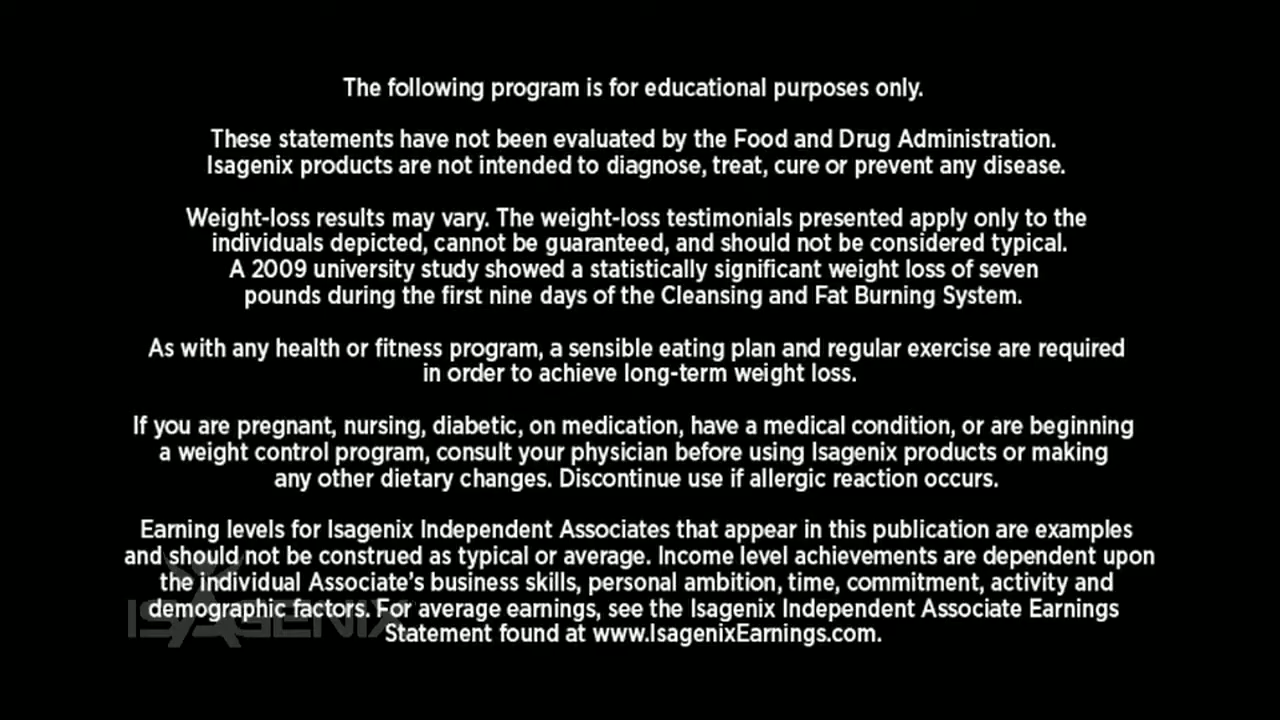 The following program is for educational purposes only.
These statements have not been evaluated by the Food and Drug Administration.
Isagenix products are not intended to diagnose, treat, cure or prevent any disease.
Weight-loss results may vary. The weight-loss testimonials presented apply only to the
individuals depicted, cannot be guaranteed, and should not be considered typical.
A 2009 university study showed a statistically significant weight loss of seven
pounds during the first nine days of the Cleansing and Fat Burning System.
As with any health or fitness program, a sensible eating plan and regular exercise are required
in order to achieve long-term weight loss.
If you are pregnant, nursing, diabetic, on medication, have a medical condition, or are beginning
a weight control program, consult your physician before using Isagenix products or making
any other dietary changes. Discontinue use if allergic reaction occurs.
Earning levels for Isagenix Independent Associates that appear in this publication are examples
and should not be construed as typical or average. Income level achievements are dependent upon
the individual Associate's business skills, personal ambition, time, commitment, activity and
demographic factors. For average earnings, see the Isagenix Independent Associate Earnings
Statement found at www.IsagenixEarnings.com.
ISAGENIX